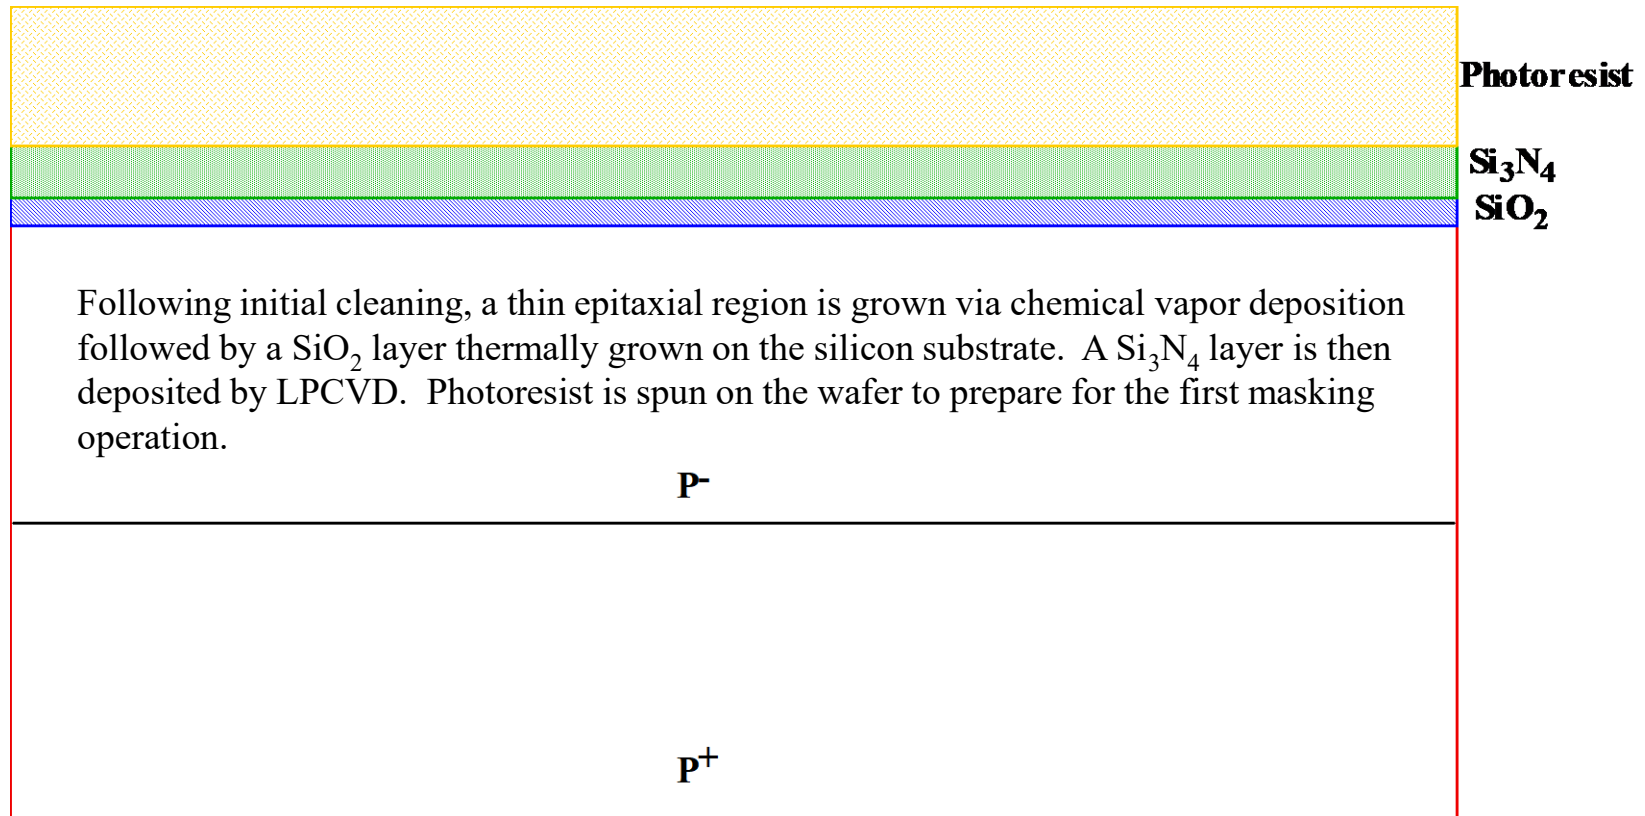 Photoresist
Si₃N₄
SiO₂
Following initial cleaning, a thin epitaxial region is grown via chemical vapor deposition
followed by a SiO₂ layer thermally grown on the silicon substrate.  A Si₃N₄ layer is then
deposited by LPCVD.  Photoresist is spun on the wafer to prepare for the first masking
operation.
P⁻
P⁺